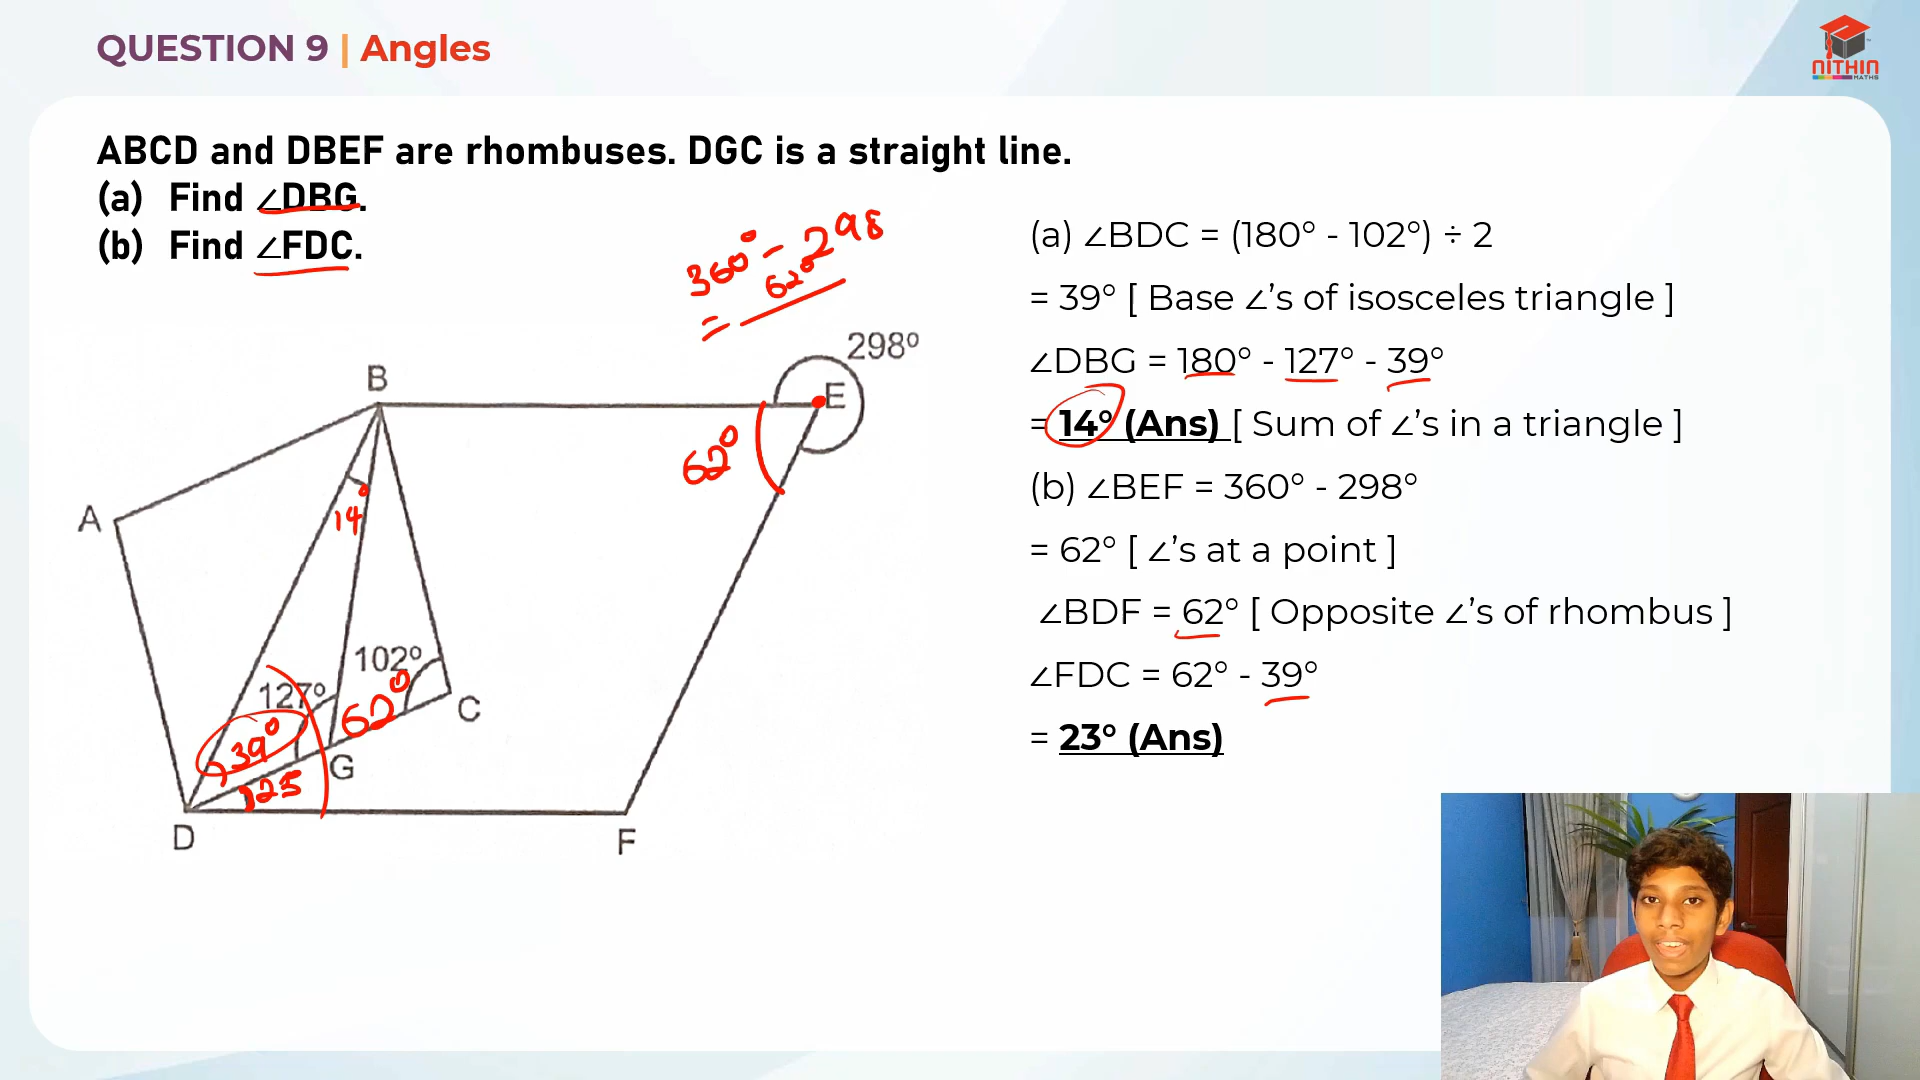 QUESTION 9 | Angles
NITHIN
MATHS
ABCD and DBEF are rhombuses. DGC is a straight line.
(a) Find ∠DBG.
(b) Find ∠FDC.
360° - 298
= 62°
298°
B
E
62°
A
14°
102°
127°
62°
C
39°
G
D
F
(a) ∠BDC = (180° - 102°) ÷ 2
= 39° [ Base ∠’s of isosceles triangle ]
∠DBG = 180° - 127° - 39°
= 14° (Ans) [ Sum of ∠’s in a triangle ]
(b) ∠BEF = 360° - 298°
= 62° [ ∠’s at a point ]
∠BDF = 62° [ Opposite ∠’s of rhombus ]
∠FDC = 62° - 39°
= 23° (Ans)